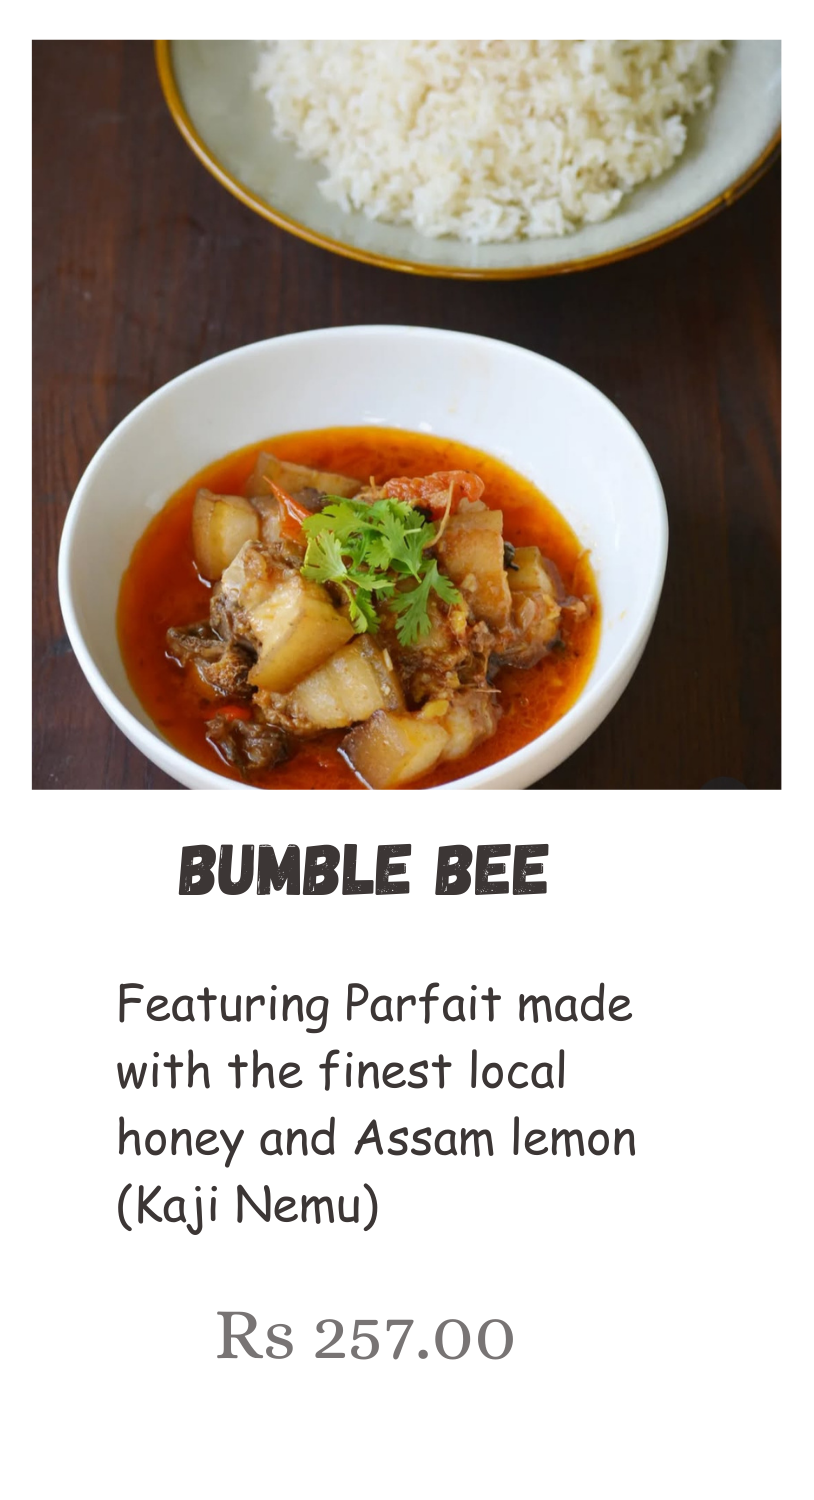 BUMBLE BEE
Featuring Parfait made
with the finest local
honey and Assam lemon
(Kaji Nemu)
Rs 257.00